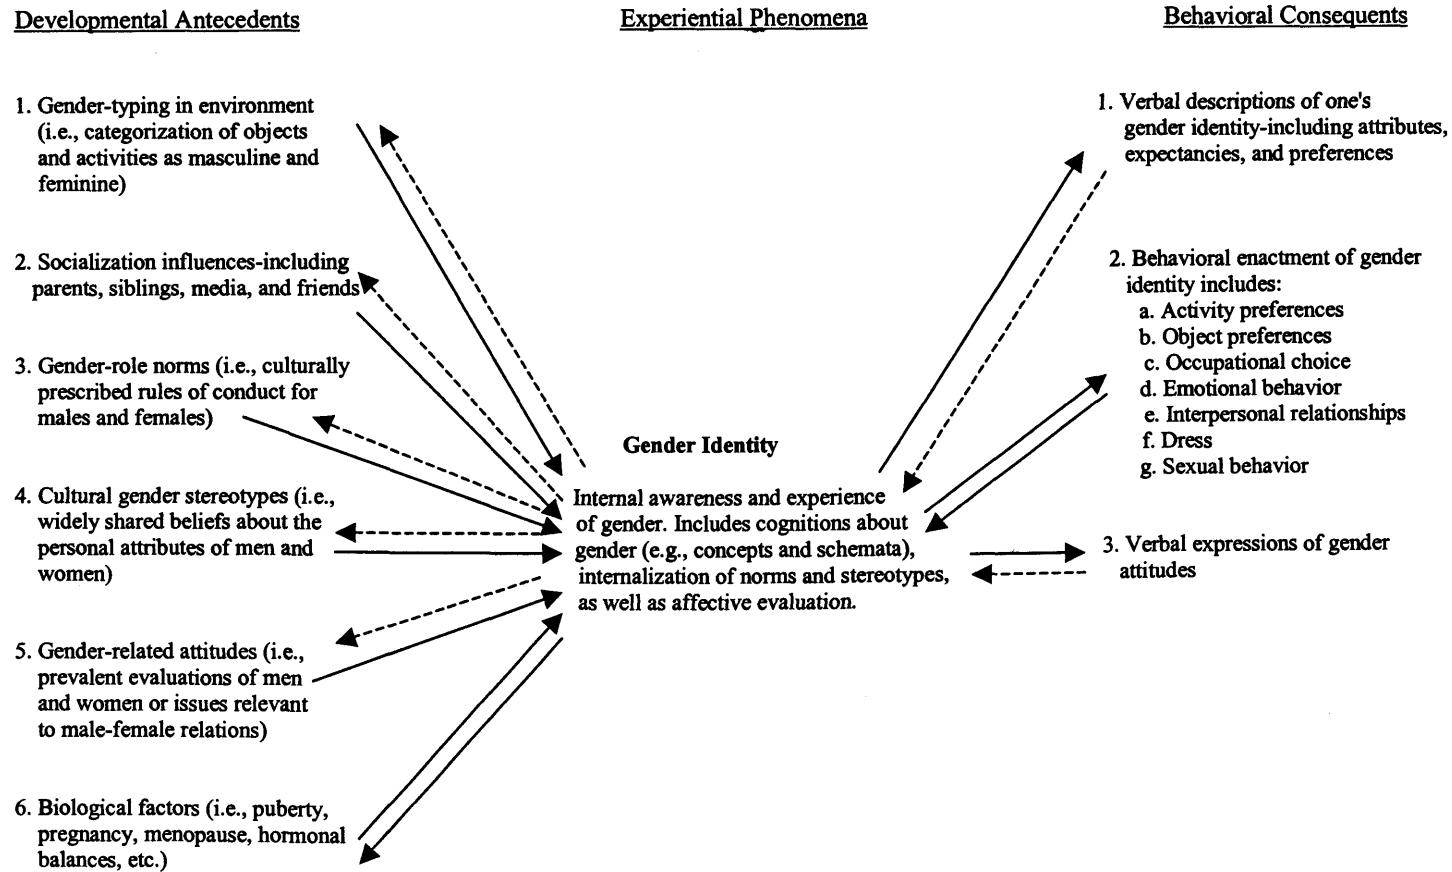 Developmental Antecedents
Experiential Phenomena
Behavioral Consequents
1. Gender-typing in environment
(i.e., categorization of objects
and activities as masculine and
feminine)
2. Socialization influences-including
parents, siblings, media, and friends
3. Gender-role norms (i.e., culturally
prescribed rules of conduct for
males and females)
4. Cultural gender stereotypes (i.e.,
widely shared beliefs about the
personal attributes of men and
women)
5. Gender-related attitudes (i.e.,
prevalent evaluations of men
and women or issues relevant
to male-female relations)
6. Biological factors (i.e., puberty,
pregnancy, menopause, hormonal
balances, etc.)
Gender Identity
Internal awareness and experience
of gender. Includes cognitions about
gender (e.g., concepts and schemata),
internalization of norms and stereotypes,
as well as affective evaluation.
1. Verbal descriptions of one's
gender identity-including attributes,
expectancies, and preferences
2. Behavioral enactment of gender
identity includes:
a. Activity preferences
b. Object preferences
c. Occupational choice
d. Emotional behavior
e. Interpersonal relationships
f. Dress
g. Sexual behavior
3. Verbal expressions of gender
attitudes